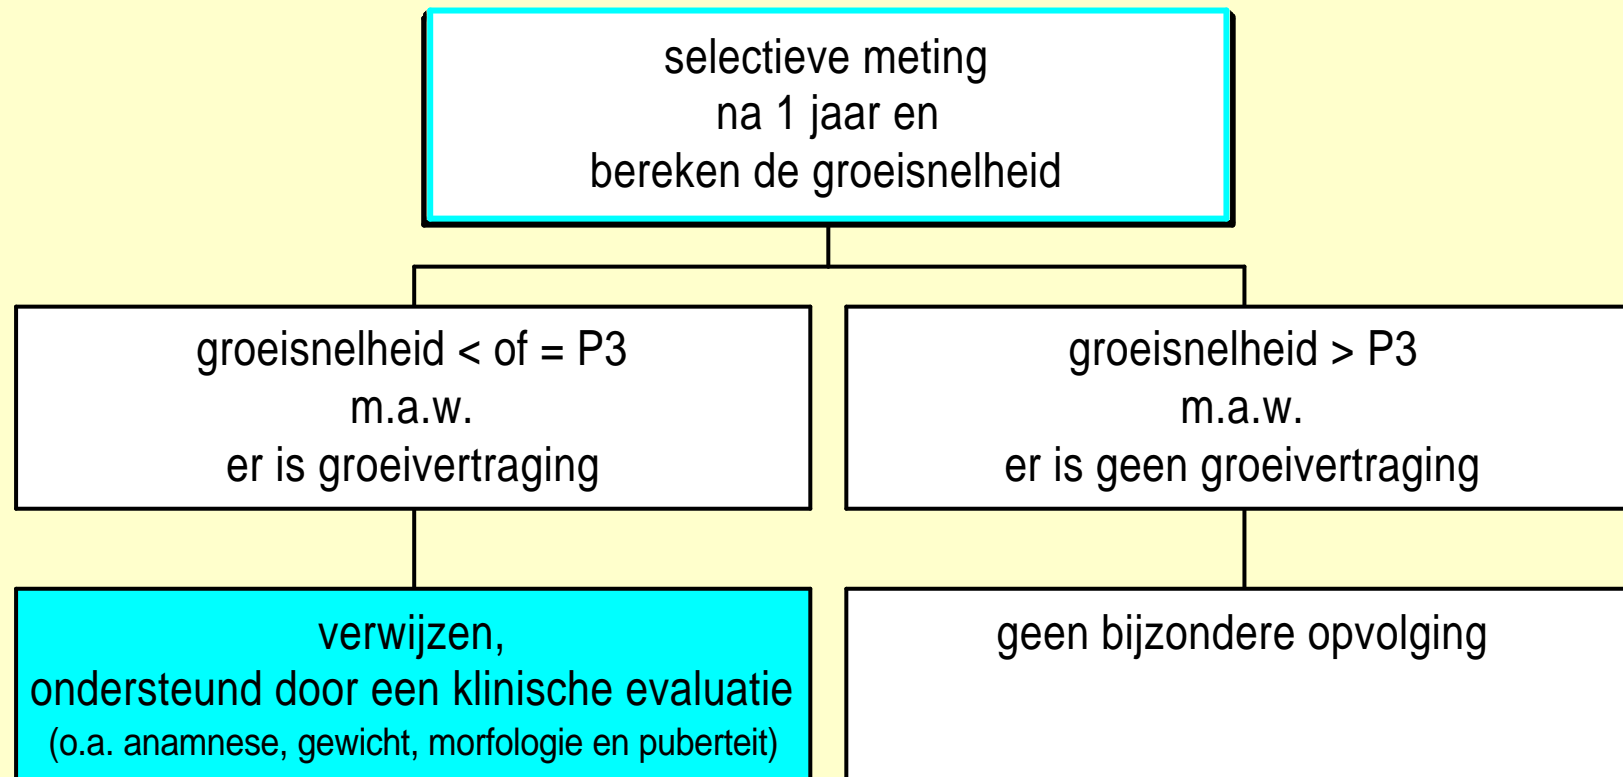 selectieve meting
na 1 jaar en
bereken de groeisnelheid
groeisnelheid < of = P3
m.a.w.
er is groeivertraging
groeisnelheid > P3
m.a.w.
er is geen groeivertraging
verwijzen,
ondersteund door een klinische evaluatie
(o.a. anamnese, gewicht, morfologie en puberteit)
geen bijzondere opvolging